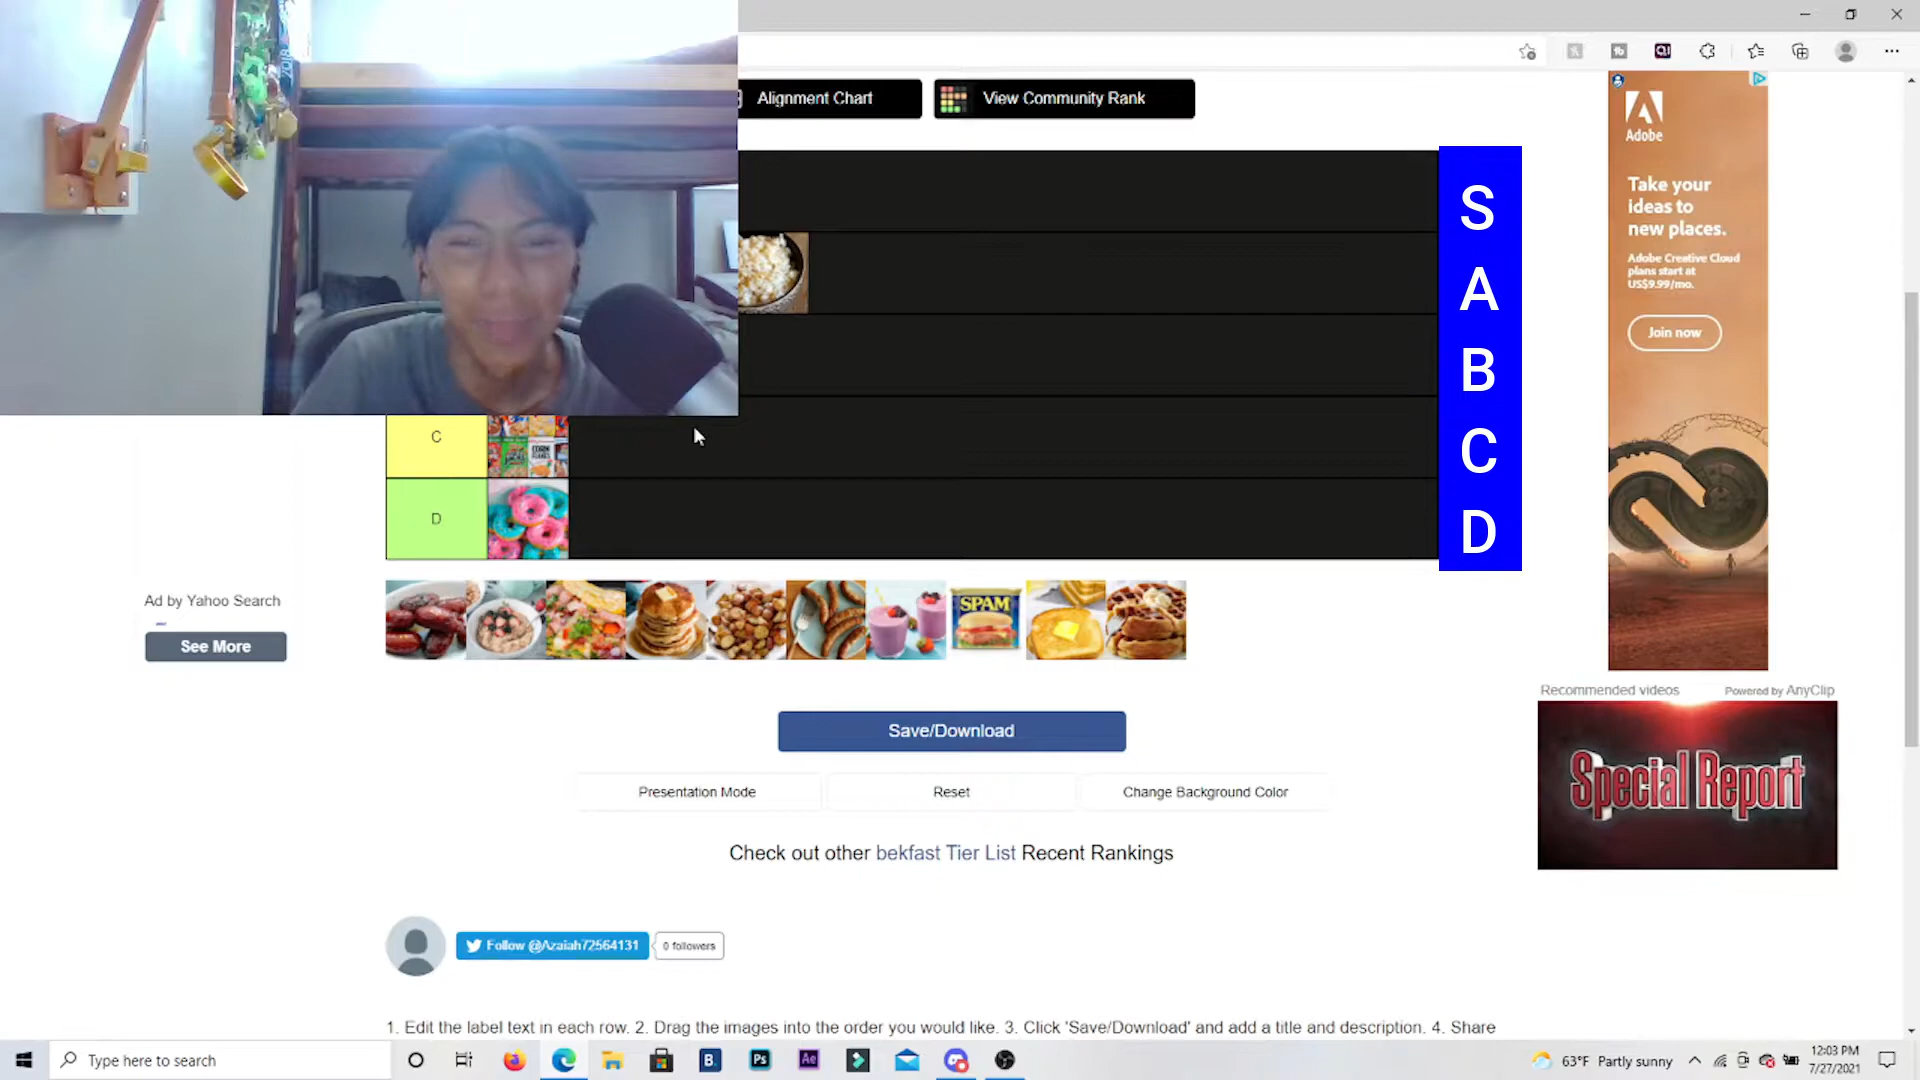 Alignment Chart
View Community Rank
S
A
B
C
D
C
D
SPAM
Adobe
Take your
ideas to
new places.
Adobe Creative Cloud
plans start at
US$9.99/mo.
Join now
Ad by Yahoo Search
See More
Recommended videos
Powered by AnyClip
Special Report
Save/Download
Presentation Mode
Reset
Change Background Color
Check out other bekfast Tier List Recent Rankings
Follow @Azaiah72564131
0 followers
1. Edit the label text in each row. 2. Drag the images into the order you would like. 3. Click 'Save/Download' and add a title and description. 4. Share
Type here to search
63°F Partly sunny
12:03 PM
7/27/2021